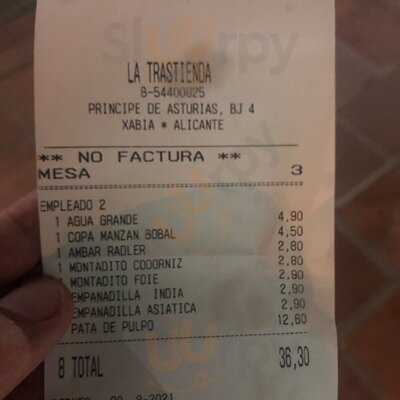 LA TRASTIENDA
B-54400825
PRINCIPE DE ASTURIAS, BJ 4
XABIA * ALICANTE
** NO FACTURA **
MESA 3
EMPLEADO 2
1 AGUA GRANDE 4,90
1 COPA MANZAN BOBAL 4,50
1 AMBAR RADLER 2,80
1 MONTADITO CODORNIZ 2,80
MONTADITO FOIE 2,90
EMPANADILLA INDIA 2,90
EMPANADILLA ASIATICA 2,90
PATA DE PULPO 12,60
8 TOTAL 36,30
9-2021